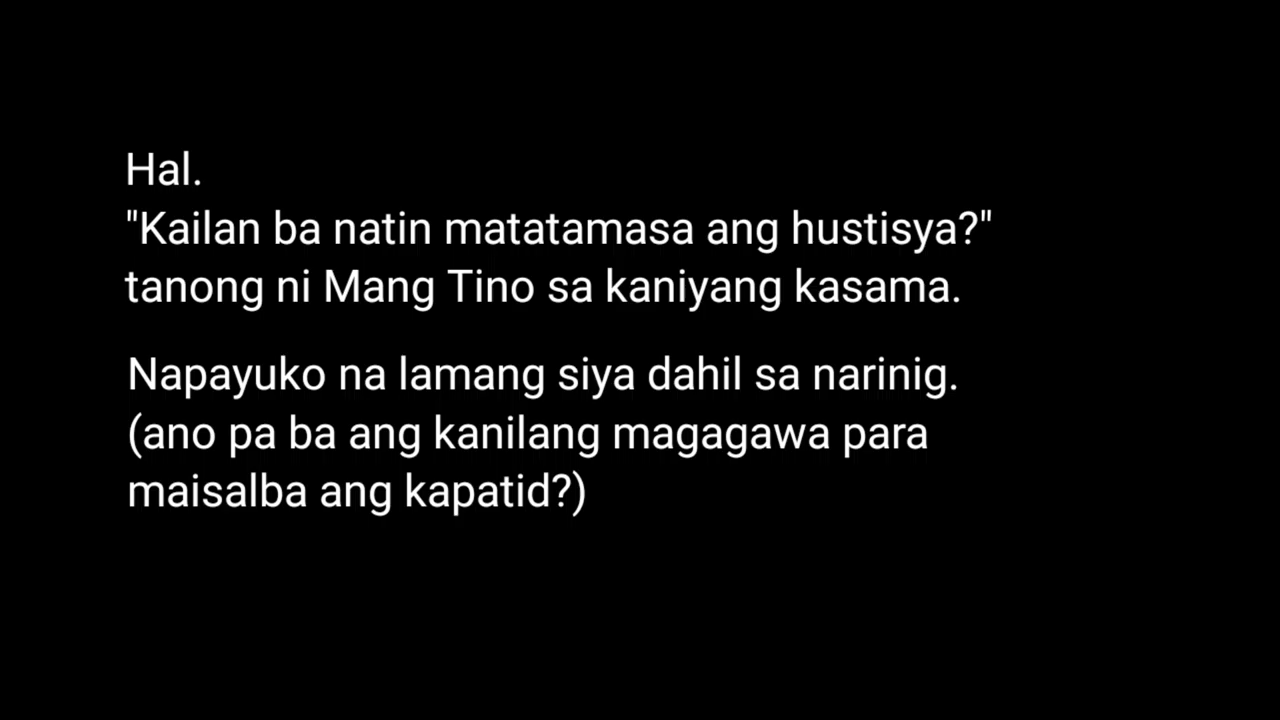 Hal.
"Kailan ba natin matatamasa ang hustisya?"
tanong ni Mang Tino sa kaniyang kasama.
Napayuko na lamang siya dahil sa narinig.
(ano pa ba ang kanilang magagawa para
maisalba ang kapatid?)